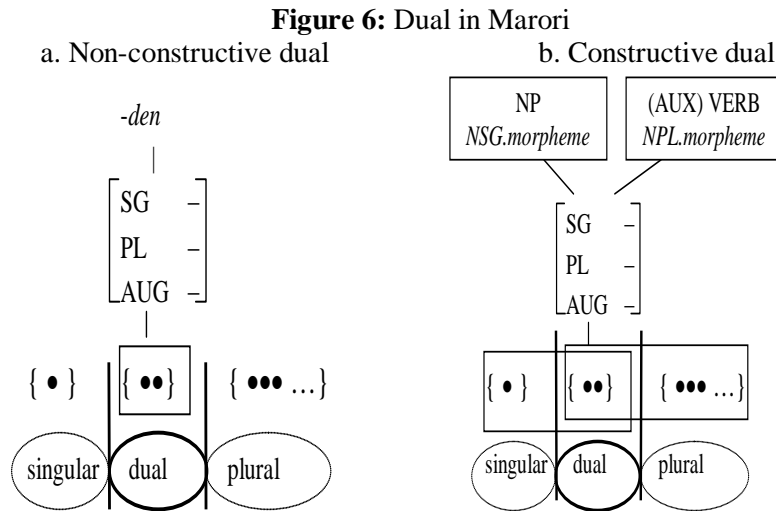 Figure 6: Dual in Marori
a. Non-constructive dual
b. Constructive dual
-den
SG –
PL –
AUG –
{ • } { •• } { ••• … }
singular dual plural
NP
NSG.morpheme
(AUX) VERB
NPL.morpheme
SG –
PL –
AUG –
{ • } { •• } { ••• … }
singular dual plural